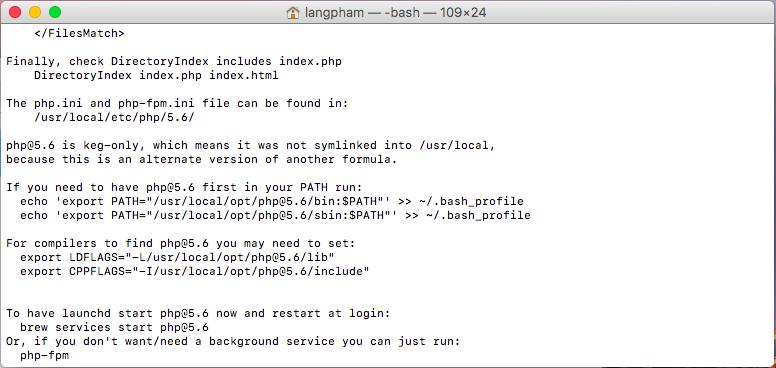 langpham — -bash — 109×24
</FilesMatch>
Finally, check DirectoryIndex includes index.php
DirectoryIndex index.php index.html
The php.ini and php-fpm.ini file can be found in:
/usr/local/etc/php/5.6/
php@5.6 is keg-only, which means it was not symlinked into /usr/local,
because this is an alternate version of another formula.
If you need to have php@5.6 first in your PATH run:
echo 'export PATH="/usr/local/opt/php@5.6/bin:$PATH"' >> ~/.bash_profile
echo 'export PATH="/usr/local/opt/php@5.6/sbin:$PATH"' >> ~/.bash_profile
For compilers to find php@5.6 you may need to set:
export LDFLAGS="-L/usr/local/opt/php@5.6/lib"
export CPPFLAGS="-I/usr/local/opt/php@5.6/include"
To have launchd start php@5.6 now and restart at login:
brew services start php@5.6
Or, if you don't want/need a background service you can just run:
php-fpm